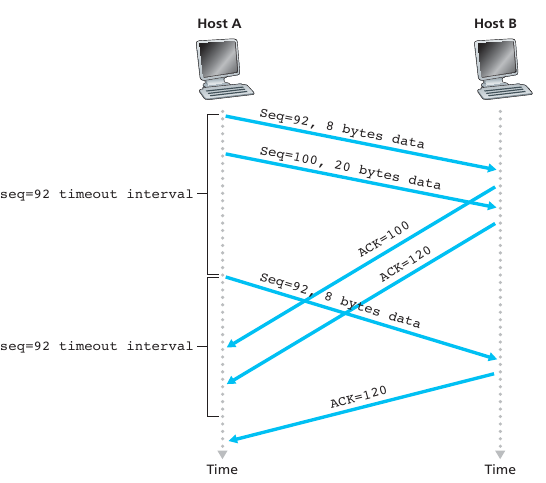 Host A
Host B
Seq=92, 8 bytes data
Seq=100, 20 bytes data
seq=92 timeout interval
ACK=100
ACK=120
Seq=92, 8 bytes data
seq=92 timeout interval
ACK=120
Time
Time